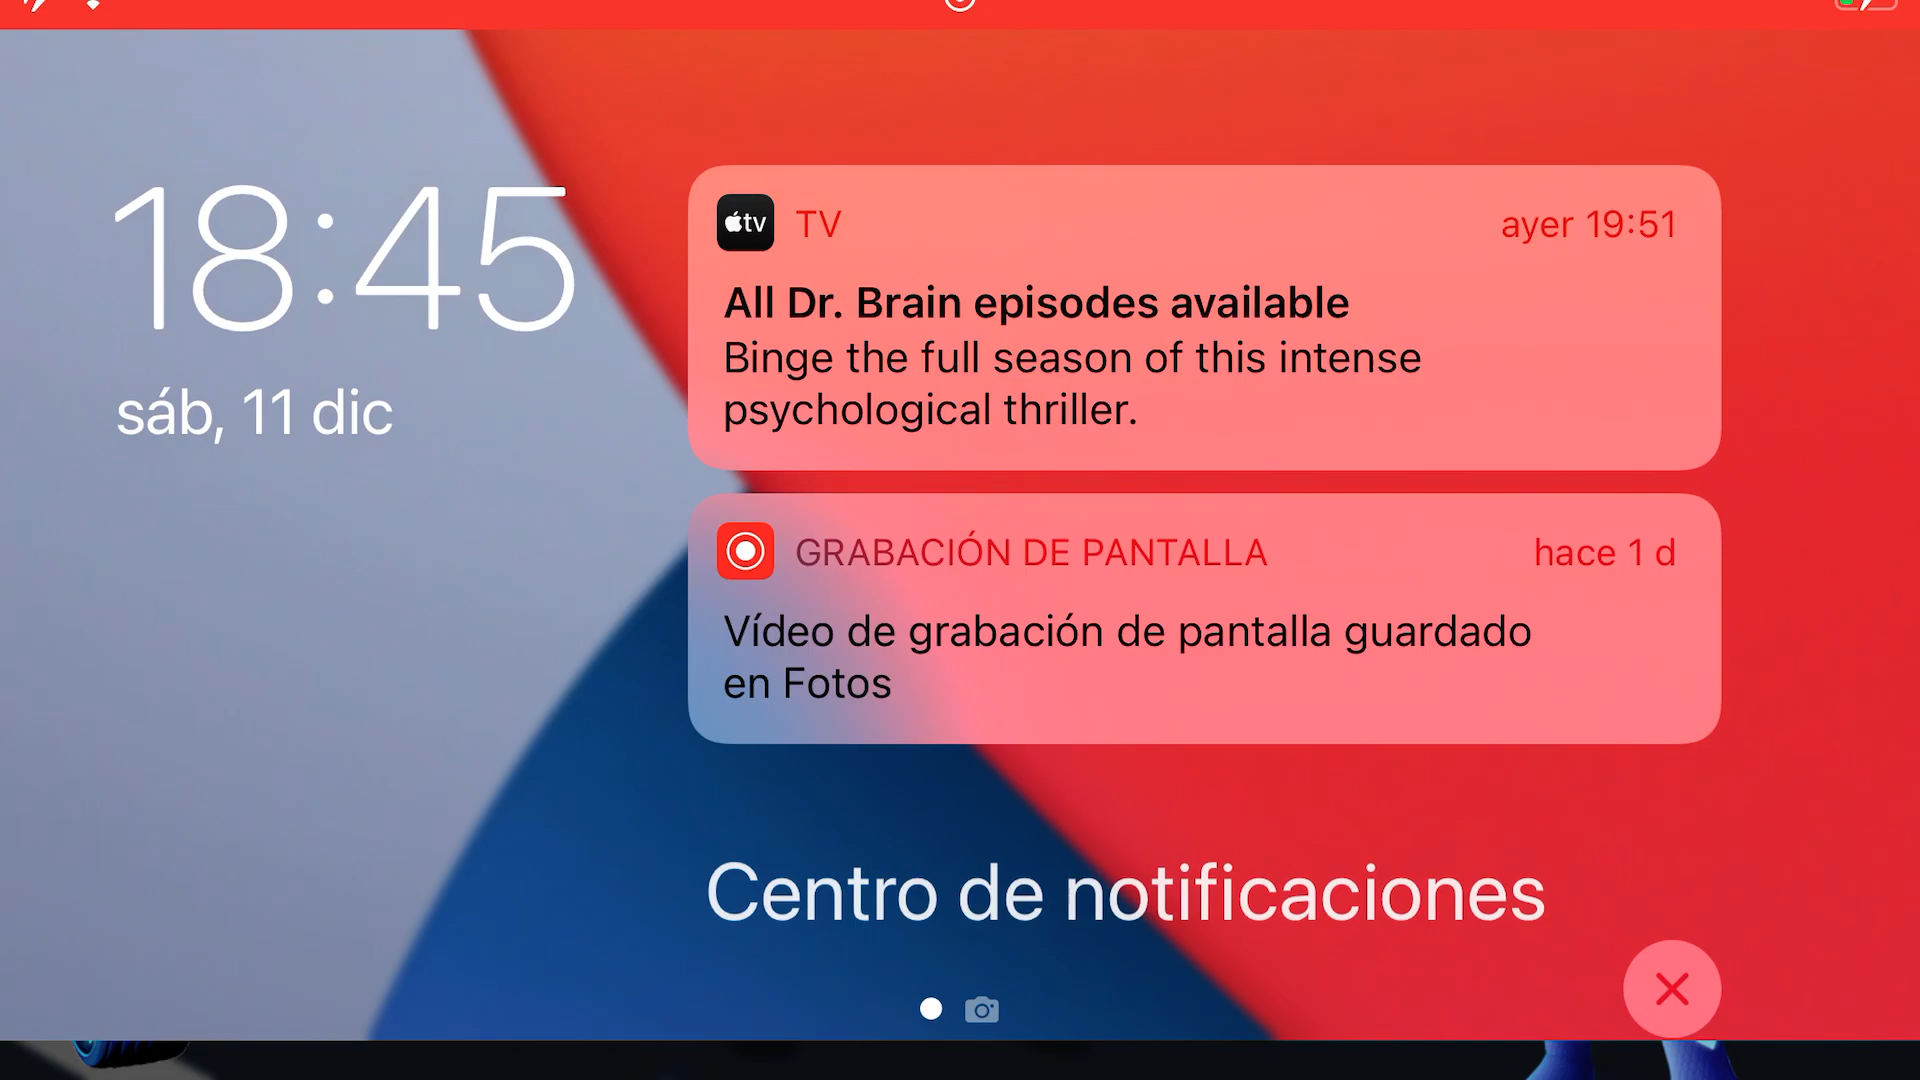 18:45
sáb, 11 dic
tv TV ayer 19:51
All Dr. Brain episodes available
Binge the full season of this intense
psychological thriller.
GRABACIÓN DE PANTALLA hace 1 d
Vídeo de grabación de pantalla guardado
en Fotos
Centro de notificaciones